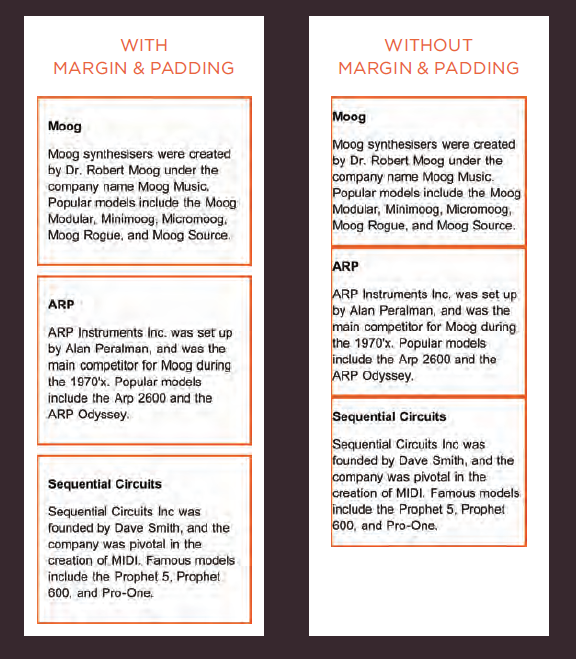 WITH
MARGIN & PADDING
Moog
Moog synthesisers were created
by Dr. Robert Moog under the
company name Moog Music.
Popular models include the Moog
Modular, Minimoog, Micromoog,
Moog Rogue, and Moog Source.
ARP
ARP Instruments Inc. was set up
by Alan Peralman, and was the
main competitor for Moog during
the 1970'x. Popular models
include the Arp 2600 and the
ARP Odyssey.
Sequential Circuits
Sequential Circuits Inc was
founded by Dave Smith, and the
company was pivotal in the
creation of MIDI. Famous models
include the Prophet 5, Prophet
600, and Pro-One.
WITHOUT
MARGIN & PADDING
Moog
Moog synthesisers were created
by Dr. Robert Moog under the
company name Moog Music.
Popular models include the Moog
Modular, Minimoog, Micromoog,
Moog Rogue, and Moog Source.
ARP
ARP Instruments Inc. was set up
by Alan Peralman, and was the
main competitor for Moog during
the 1970'x. Popular models
include the Arp 2600 and the
ARP Odyssey.
Sequential Circuits
Sequential Circuits Inc was
founded by Dave Smith, and the
company was pivotal in the
creation of MIDI. Famous models
include the Prophet 5, Prophet
600, and Pro-One.